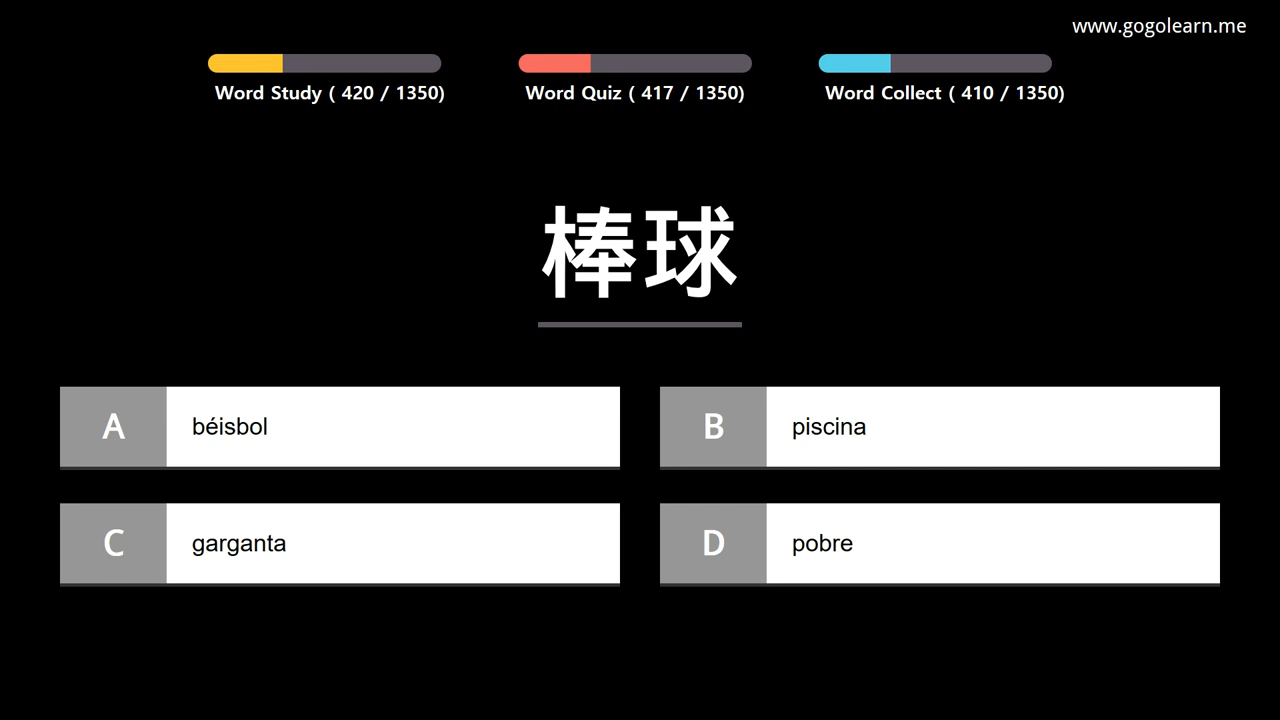 www.gogolearn.me
Word Study ( 420 / 1350)
Word Quiz ( 417 / 1350)
Word Collect ( 410 / 1350)
棒球
A béisbol
B piscina
C garganta
D pobre